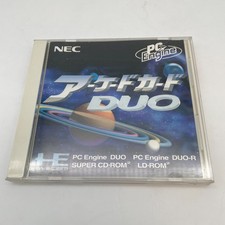 NEC
PC Engine
アーケードカード
DUO
HE
PC Engine DUO PC Engine DUO-R
SUPER CD-ROM² LD-ROM²